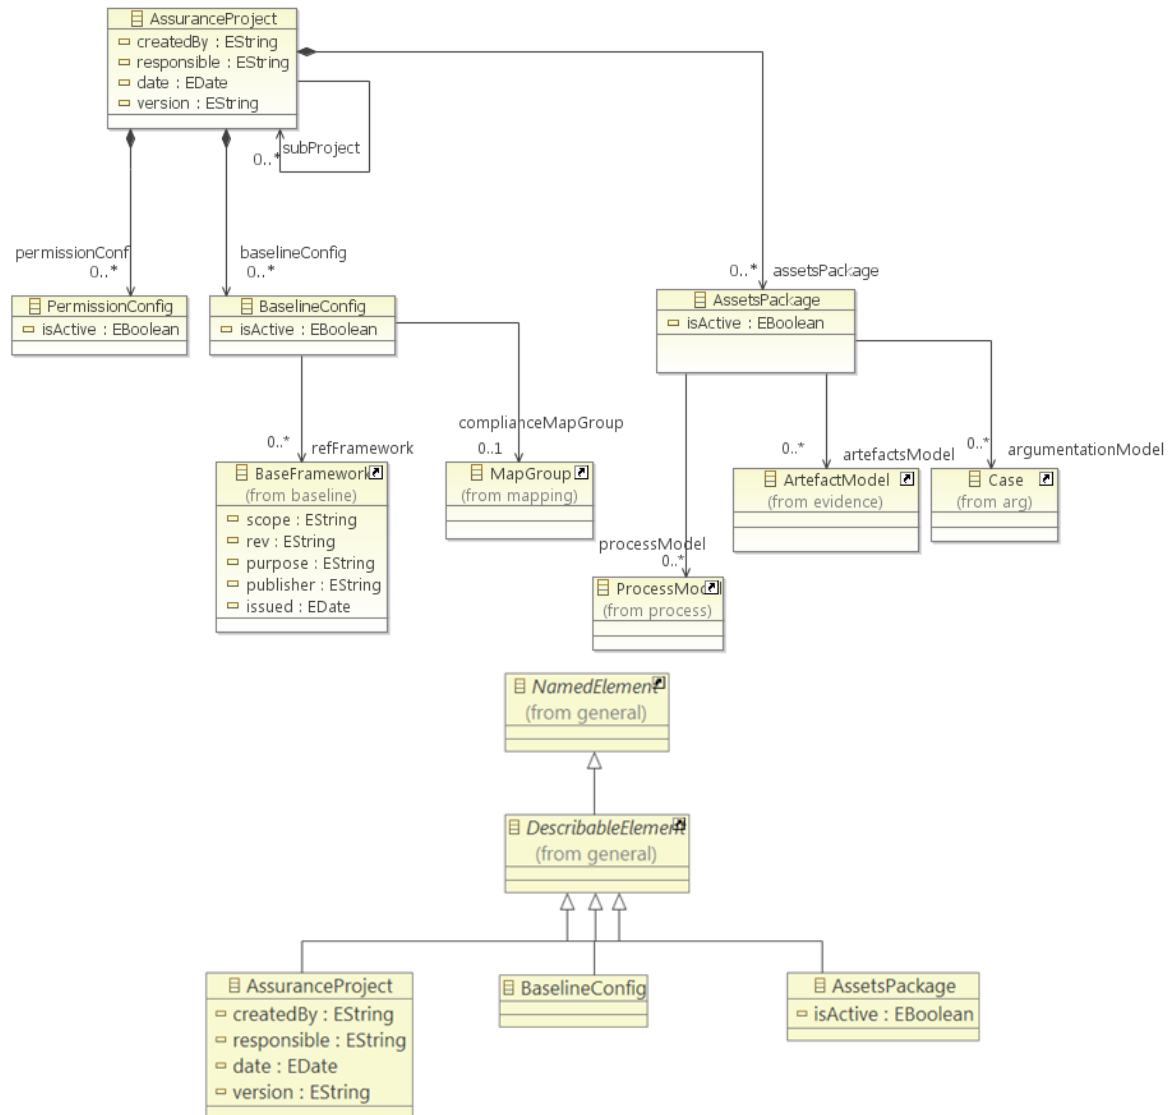 AssuranceProject
createdBy : EString
responsible : EString
date : EDate
version : EString
subProject
0..*
permissionConf
0..*
baselineConfig
0..*
0..*
assetsPackage
PermissionConfig
isActive : EBoolean
BaselineConfig
isActive : EBoolean
AssetsPackage
isActive : EBoolean
complianceMapGroup
0..1
0..*
refFramework
0..*
artefactsModel
0..*
argumentationModel
BaseFramework
(from baseline)
scope : EString
rev : EString
purpose : EString
publisher : EString
issued : EDate
MapGroup
(from mapping)
ArtefactModel
(from evidence)
Case
(from arg)
processModel
0..*
ProcessModel
(from process)
NamedElement
(from general)
DescribableElement
(from general)
AssuranceProject
createdBy : EString
responsible : EString
date : EDate
version : EString
BaselineConfig
AssetsPackage
isActive : EBoolean